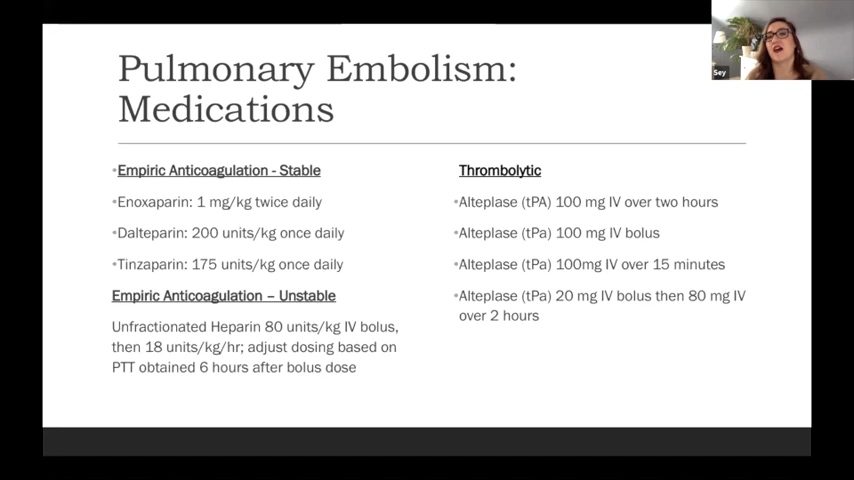 Pulmonary Embolism:
Medications
•Empiric Anticoagulation - Stable
•Enoxaparin: 1 mg/kg twice daily
•Dalteparin: 200 units/kg once daily
•Tinzaparin: 175 units/kg once daily
Empiric Anticoagulation – Unstable
Unfractionated Heparin 80 units/kg IV bolus,
then 18 units/kg/hr; adjust dosing based on
PTT obtained 6 hours after bolus dose
Thrombolytic
•Alteplase (tPA) 100 mg IV over two hours
•Alteplase (tPa) 100 mg IV bolus
•Alteplase (tPa) 100mg IV over 15 minutes
•Alteplase (tPa) 20 mg IV bolus then 80 mg IV
over 2 hours
Sey